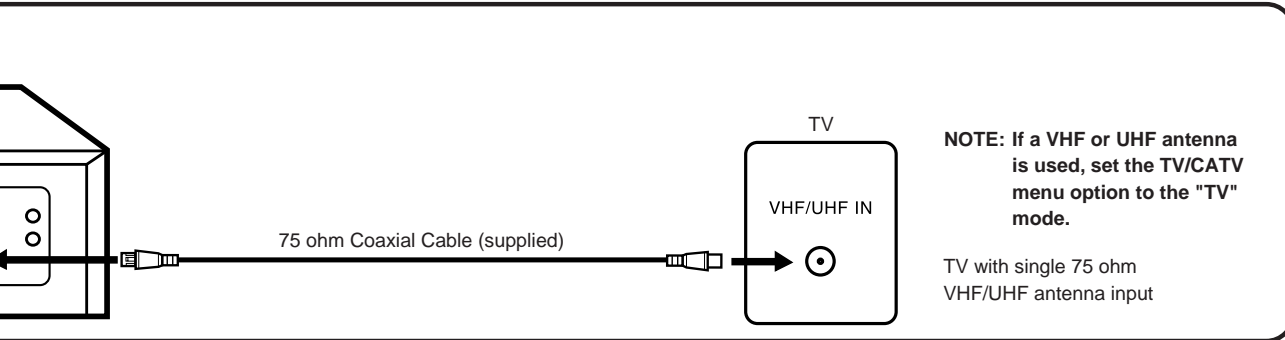 TV
VHF/UHF IN
75 ohm Coaxial Cable (supplied)
NOTE: If a VHF or UHF antenna
is used, set the TV/CATV
menu option to the "TV"
mode.
TV with single 75 ohm
VHF/UHF antenna input